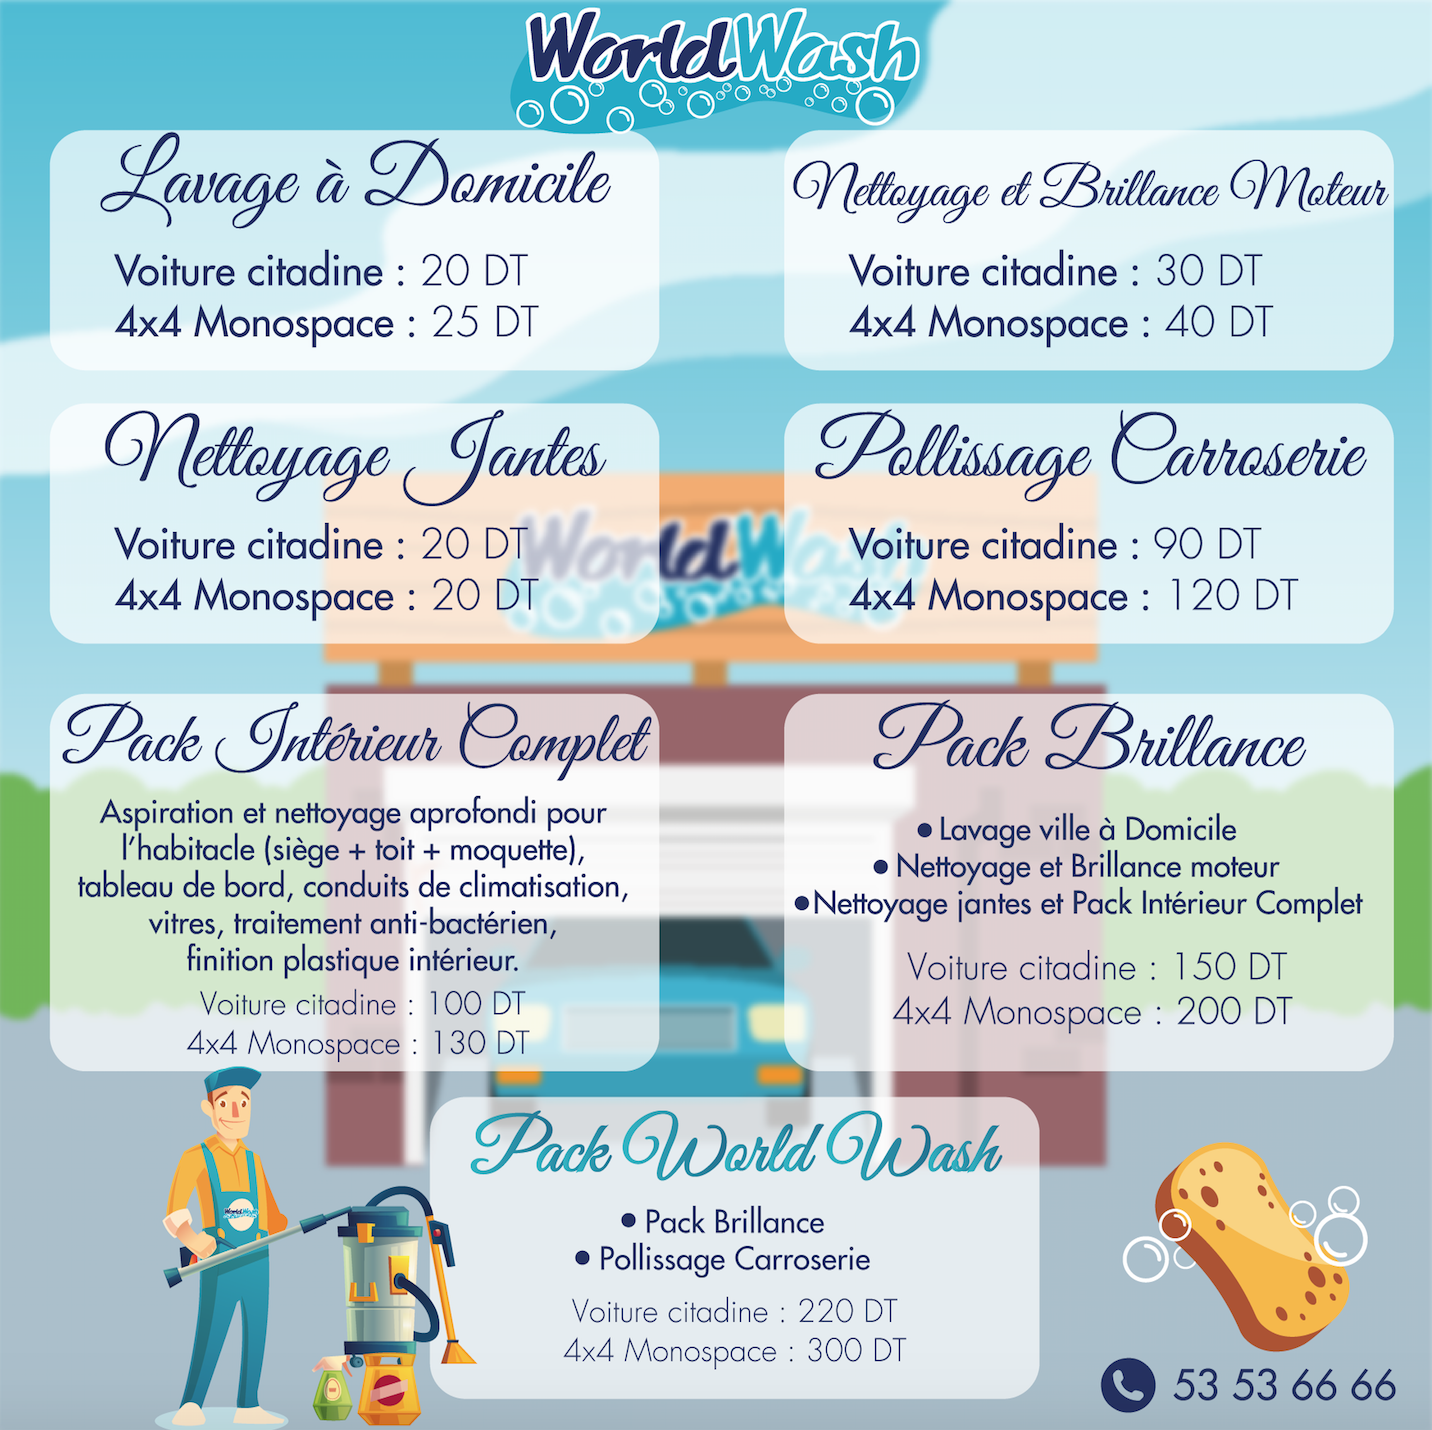 WorldWash
Lavage à Domicile
Voiture citadine : 20 DT
4x4 Monospace : 25 DT
Nettoyage et Brillance Moteur
Voiture citadine : 30 DT
4x4 Monospace : 40 DT
Nettoyage Jantes
Voiture citadine : 20 DT
4x4 Monospace : 20 DT
WorldWash
Pollissage Carroserie
Voiture citadine : 90 DT
4x4 Monospace : 120 DT
Pack Intérieur Complet
Aspiration et nettoyage aprofondi pour
l'habitacle (siège + toit + moquette),
tableau de bord, conduits de climatisation,
vitres, traitement anti-bactérien,
finition plastique intérieur.
Voiture citadine : 100 DT
4x4 Monospace : 130 DT
Pack Brillance
• Lavage ville à Domicile
• Nettoyage et Brillance moteur
• Nettoyage jantes et Pack Intérieur Complet
Voiture citadine : 150 DT
4x4 Monospace : 200 DT
Pack World Wash
• Pack Brillance
• Pollissage Carroserie
Voiture citadine : 220 DT
4x4 Monospace : 300 DT
WorldWash
53 53 66 66